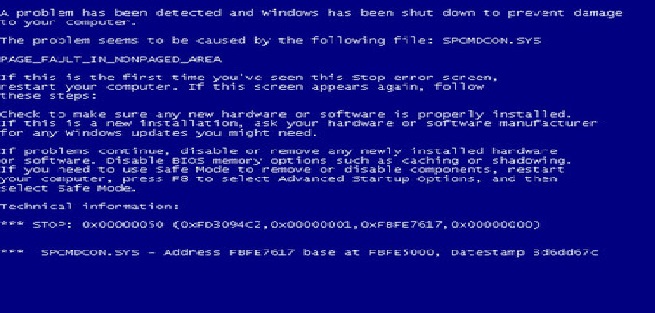 A problem has been detected and Windows has been shut down to prevent damage
to your computer.
The problem seems to be caused by the following file: SPCMDCON.SYS
PAGE_FAULT_IN_NONPAGED_AREA
If this is the first time you've seen this Stop error screen,
restart your computer. If this screen appears again, follow
these steps:
Check to make sure any new hardware or software is properly installed.
If this is a new installation, ask your hardware or software manufacturer
for any Windows updates you might need.
If problems continue, disable or remove any newly installed hardware
or software. Disable BIOS memory options such as caching or shadowing.
If you need to use Safe Mode to remove or disable components, restart
your computer, press F8 to select Advanced Startup Options, and then
select Safe Mode.
Technical information:
*** STOP: 0x00000050 (0xFD3094C2,0x00000001,0xFBFE7617,0x00000000)
*** SPCMDCON.SYS - Address FBFE7617 base at FBFE5000, DateStamp 3d6dd67c